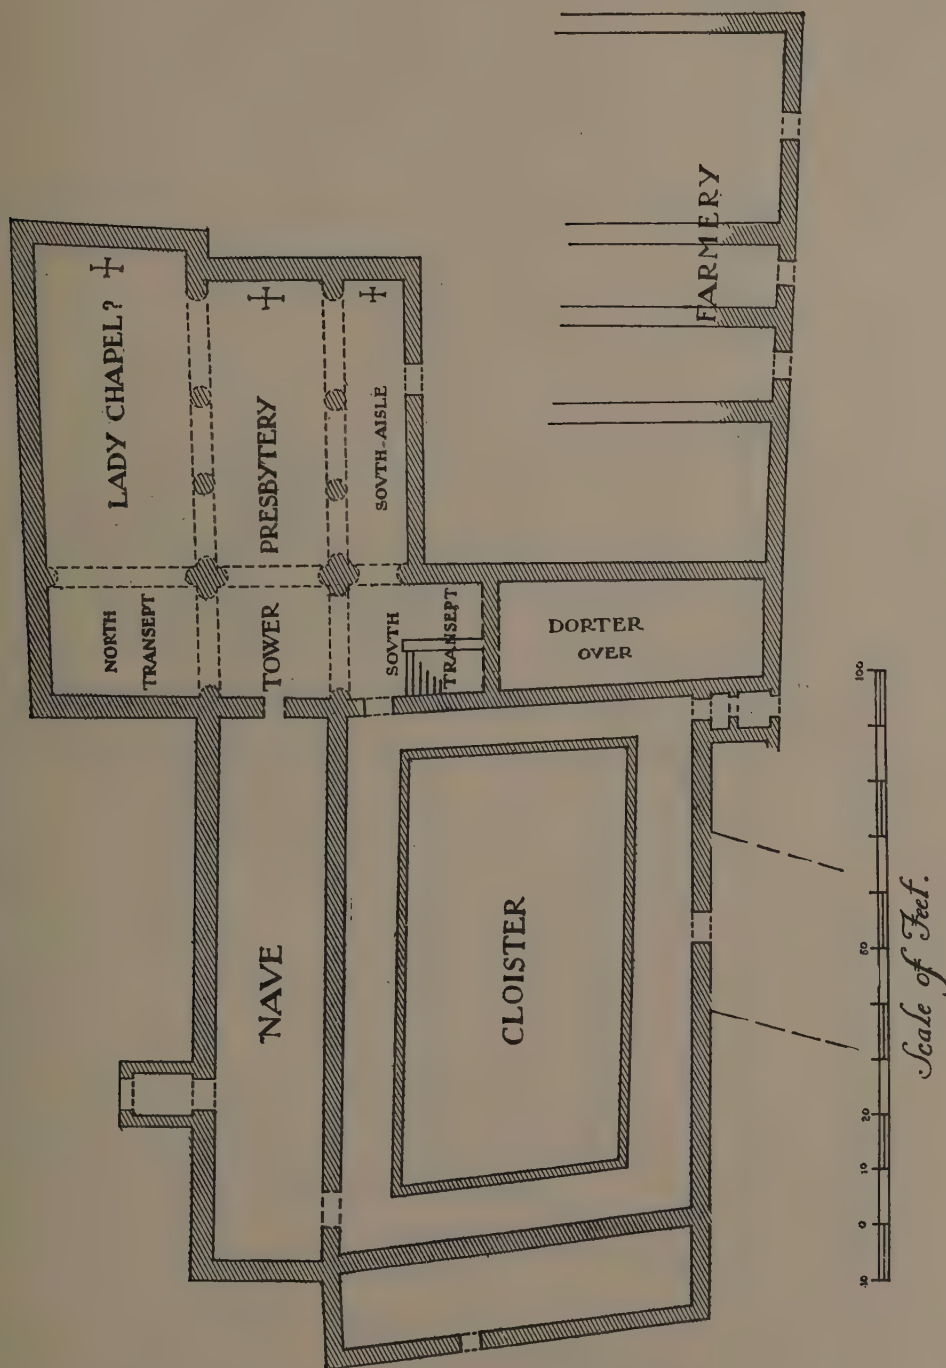 LADY CHAPEL?
PRESBYTERY
SOVTH-AISLE
FARMERY
NORTH
TRANSEPT
TOWER
SOVTH
TRANSEPT
DORTER
OVER
NAVE
CLOISTER
10 0 10 20 50 100
Scale of Feet.